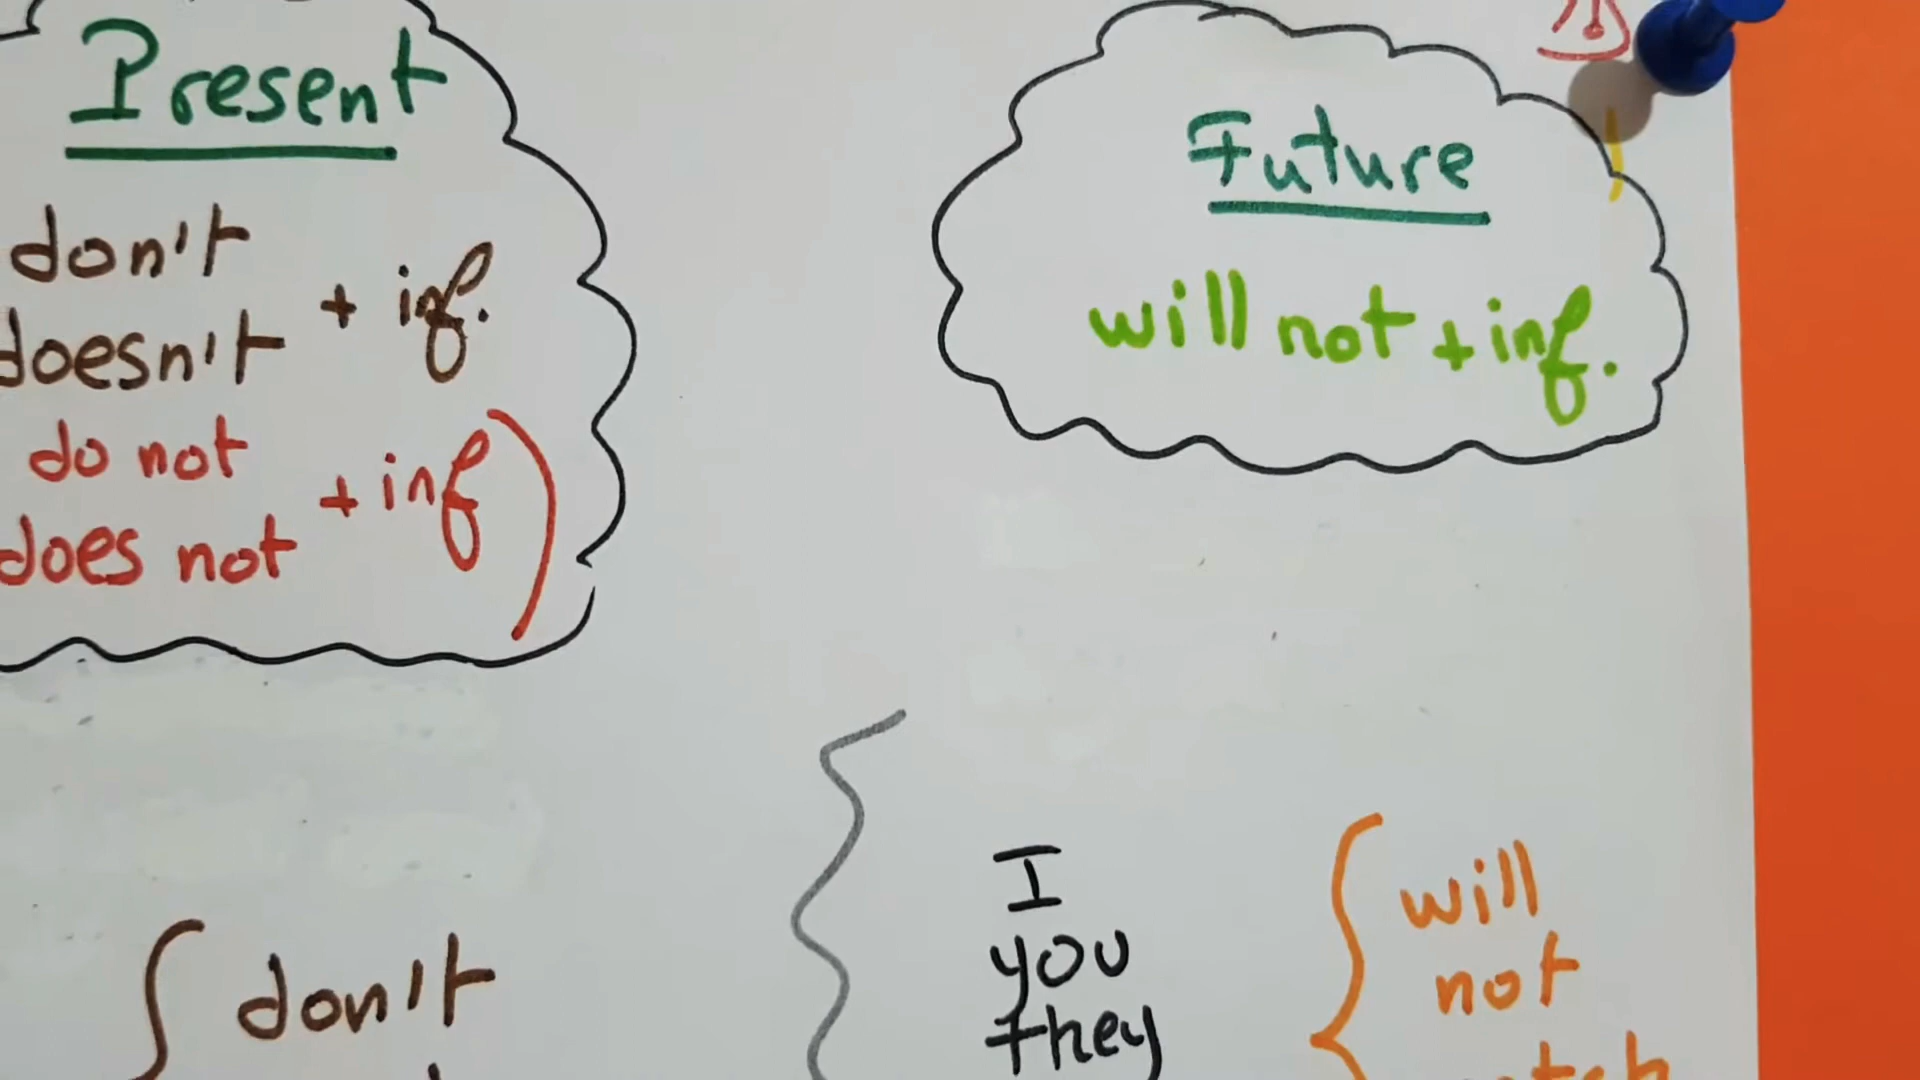 Present
don't
doesn't + inf.
do not
does not + inf)
Future
will not + inf.
don't
I
you
they
will
not